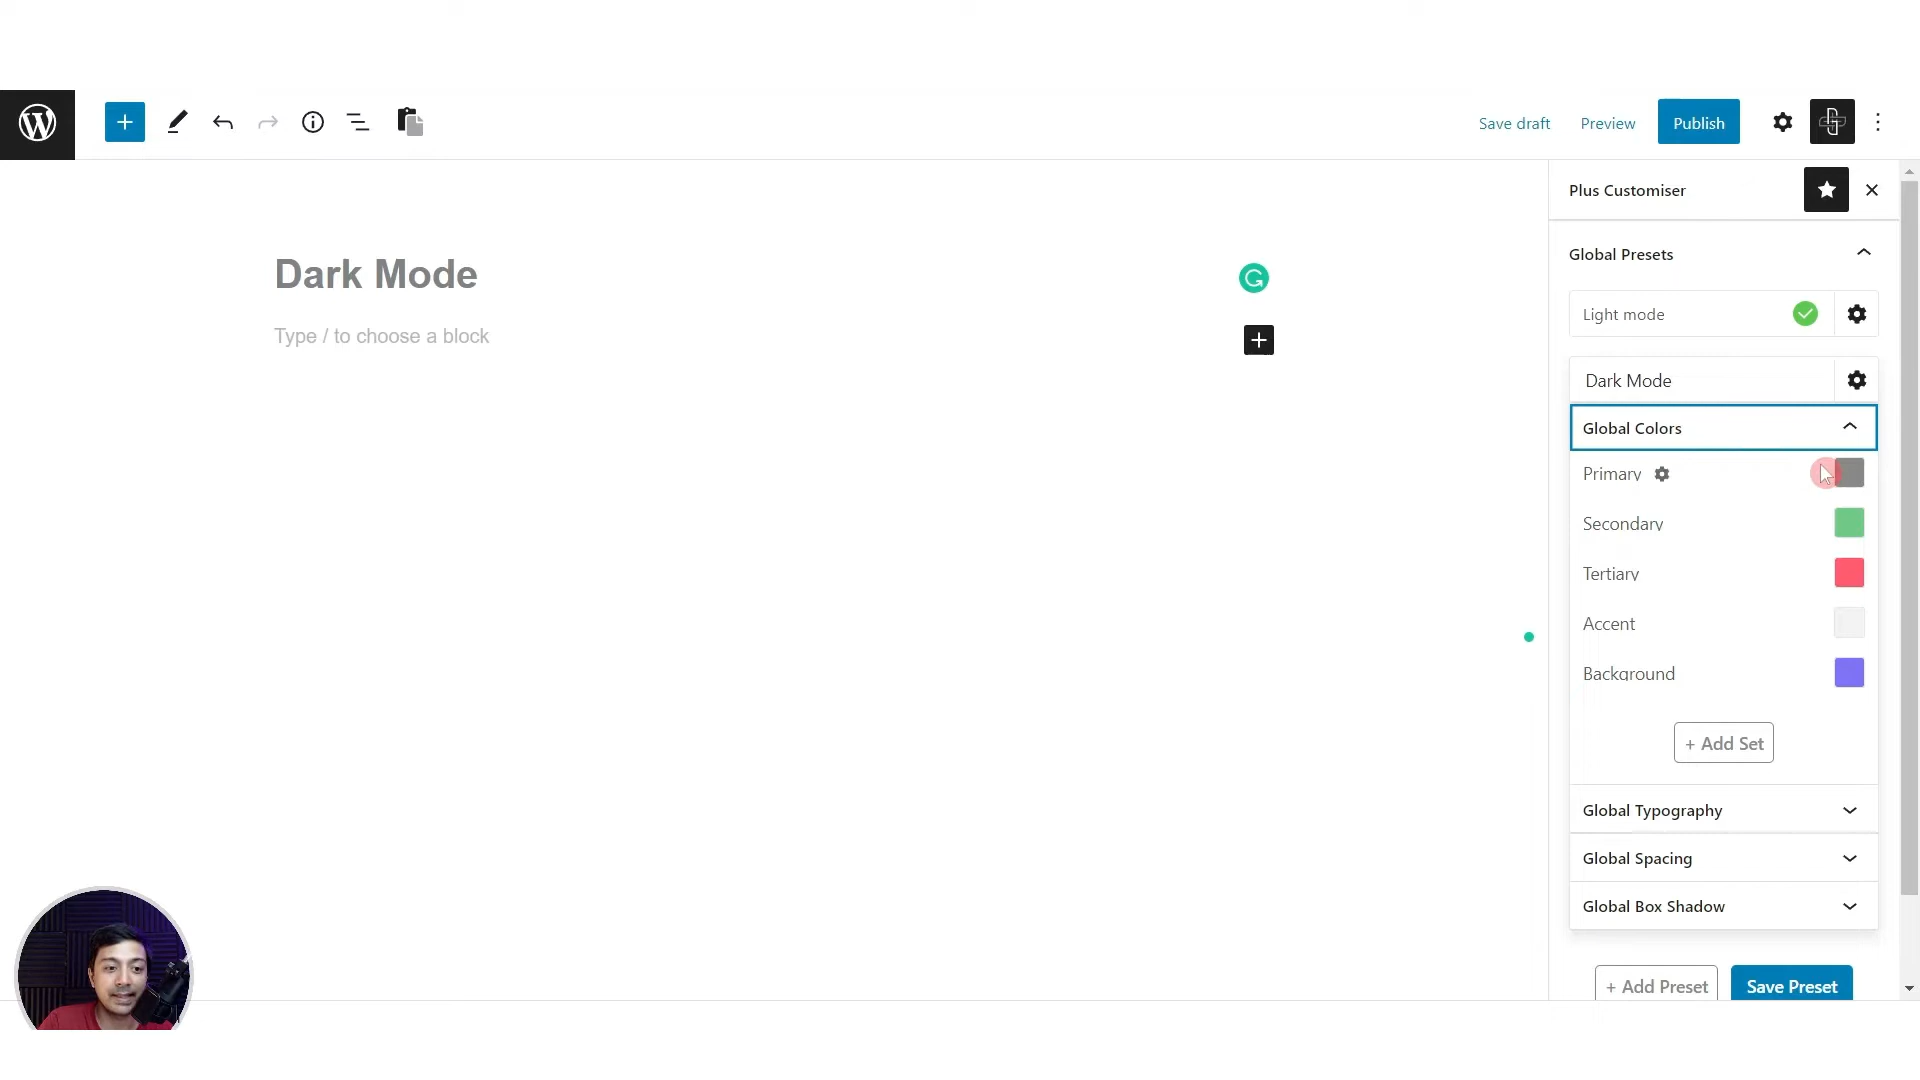 Save draft
Preview
Publish
Plus Customiser
Global Presets
Dark Mode
Type / to choose a block
Light mode
Dark Mode
Global Colors
Primary
Secondary
Tertiary
Accent
Background
+ Add Set
Global Typography
Global Spacing
Global Box Shadow
+ Add Preset
Save Preset